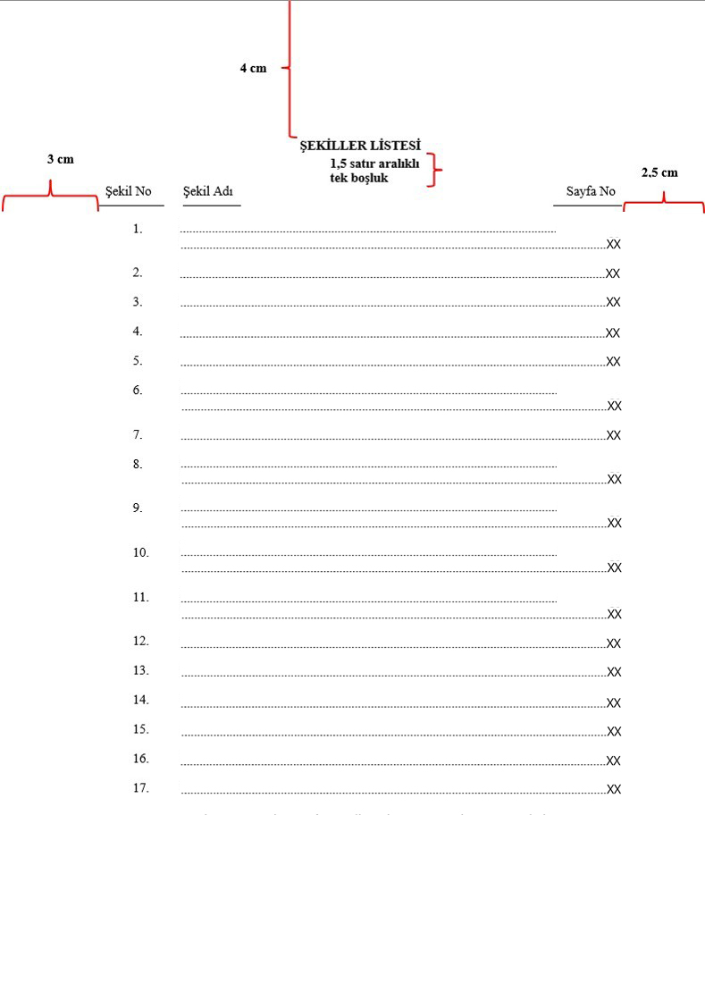 4 cm
ŞEKİLLER LİSTESİ
3 cm
1,5 satır aralıklı
tek boşluk
2,5 cm
Şekil No Şekil Adı Sayfa No
1. ........................................
........................................XX
2. ........................................XX
3. ........................................XX
4. ........................................XX
5. ........................................XX
6. ........................................
........................................XX
7. ........................................XX
8. ........................................
........................................XX
9. ........................................
........................................XX
10. ........................................
........................................XX
11. ........................................
........................................XX
12. ........................................XX
13. ........................................XX
14. ........................................XX
15. ........................................XX
16. ........................................XX
17. ........................................XX